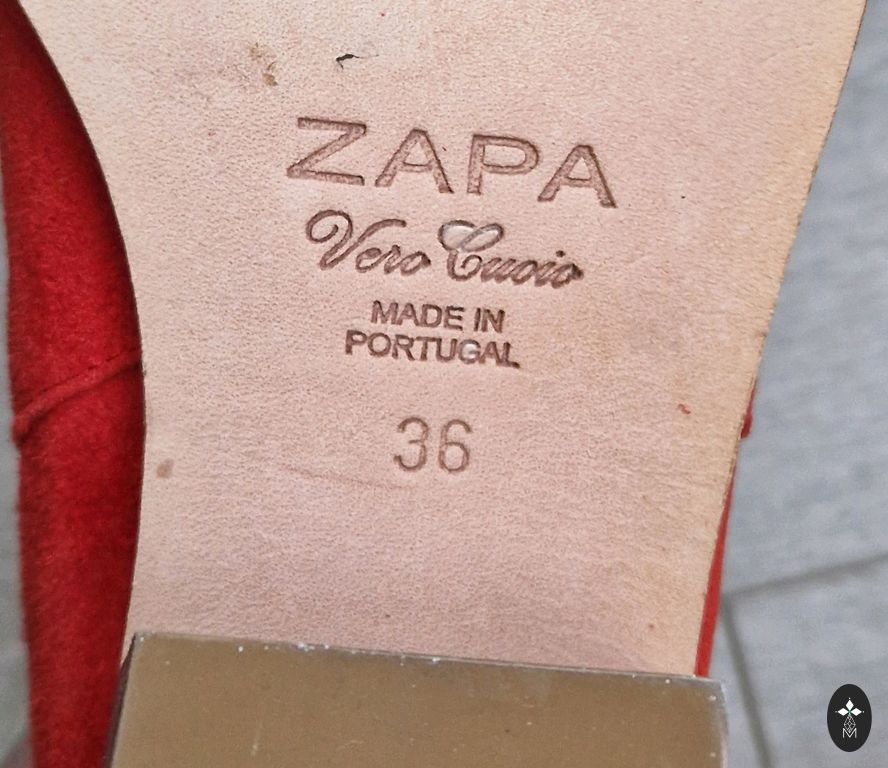 ZAPA
Vero Cuoio
MADE IN
PORTUGAL
36
M